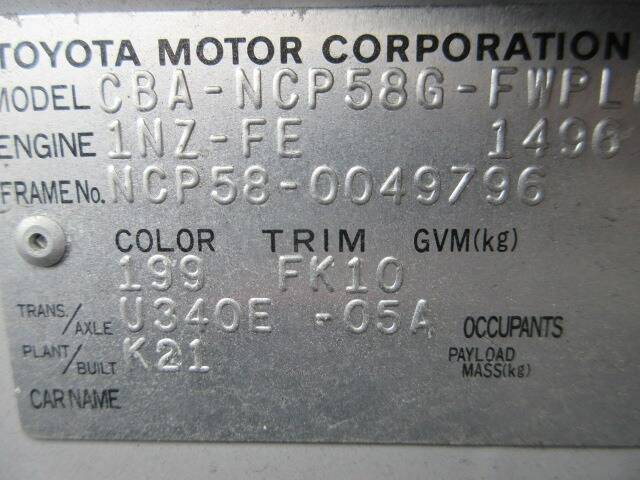 TOYOTA MOTOR CORPORATION
MODEL CBA-NCP58G-FWPL
ENGINE 1NZ-FE 1496
FRAME No. NCP58-0049796
COLOR TRIM GVM(kg)
199 FK10
TRANS./AXLE U340E -05A OCCUPANTS
PLANT/BUILT K21 PAYLOAD MASS(kg)
CAR NAME